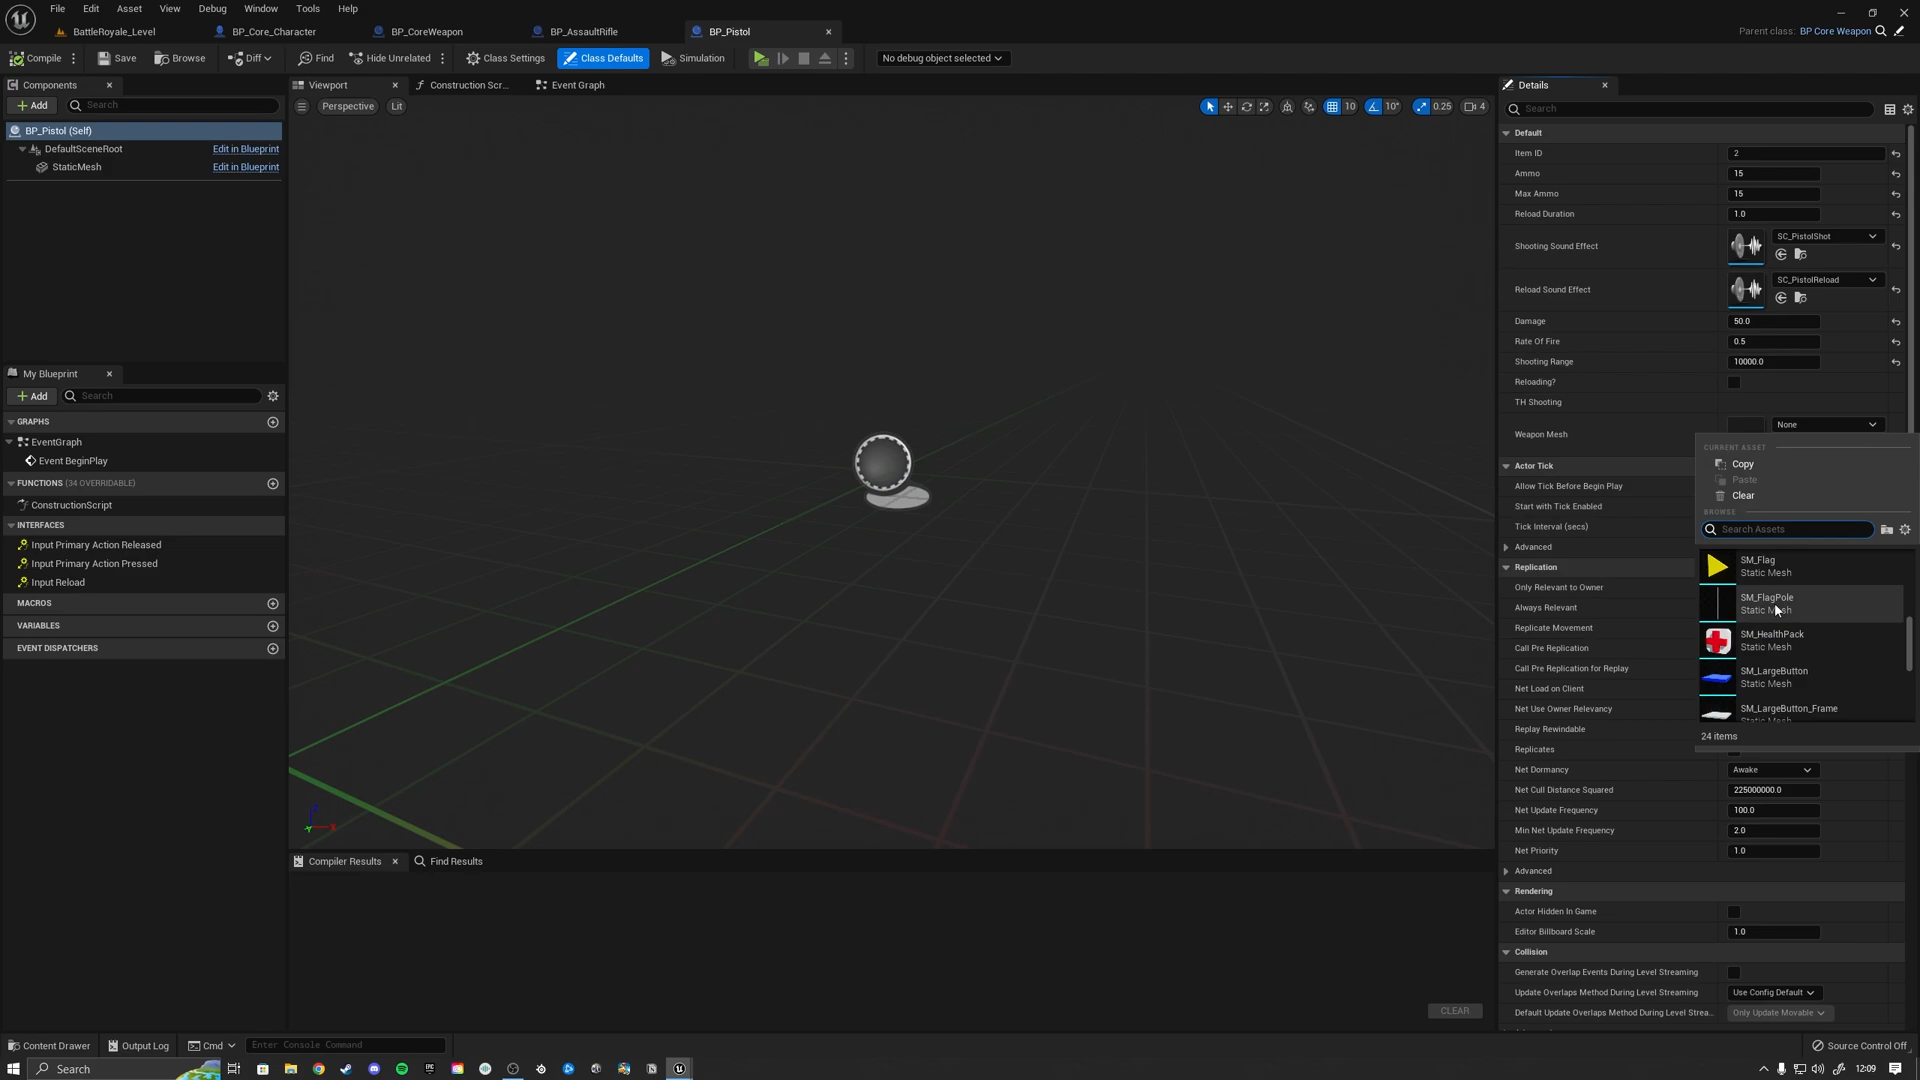 File Edit Asset View Debug Window Tools Help
BattleRoyale_Level BP_Core_Character BP_CoreWeapon BP_AssaultRifle BP_Pistol
Parent class: BP Core Weapon
Compile Save Browse Diff Find Hide Unrelated Class Settings Class Defaults Simulation No debug object selected
Components
Add Search
BP_Pistol (Self)
DefaultSceneRoot Edit in Blueprint
StaticMesh Edit in Blueprint
My Blueprint
Add Search
GRAPHS
EventGraph
Event BeginPlay
FUNCTIONS (34 OVERRIDABLE)
ConstructionScript
INTERFACES
Input Primary Action Released
Input Primary Action Pressed
Input Reload
MACROS
VARIABLES
EVENT DISPATCHERS
Viewport Construction Scr... Event Graph
Perspective Lit 10 10° 0.25 4
Compiler Results Find Results
CLEAR
Details
Search
Default
Item ID 2
Ammo 15
Max Ammo 15
Reload Duration 1.0
Shooting Sound Effect SC_PistolShot
Reload Sound Effect SC_PistolReload
Damage 50.0
Rate Of Fire 0.5
Shooting Range 10000.0
Reloading?
TH Shooting
Weapon Mesh None
CURRENT ASSET
Copy
Paste
Clear
BROWSE
Search Assets
SM_Flag
Static Mesh
SM_FlagPole
Static Mesh
SM_HealthPack
Static Mesh
SM_LargeButton
Static Mesh
SM_LargeButton_Frame
Static Mesh
24 items
Actor Tick
Allow Tick Before Begin Play
Start with Tick Enabled
Tick Interval (secs)
Advanced
Replication
Only Relevant to Owner
Always Relevant
Replicate Movement
Call Pre Replication
Call Pre Replication for Replay
Net Load on Client
Net Use Owner Relevancy
Replay Rewindable
Replicates
Net Dormancy Awake
Net Cull Distance Squared 225000000.0
Net Update Frequency 100.0
Min Net Update Frequency 2.0
Net Priority 1.0
Advanced
Rendering
Actor Hidden In Game
Editor Billboard Scale 1.0
Collision
Generate Overlap Events During Level Streaming
Update Overlaps Method During Level Streaming Use Config Default
Default Update Overlaps Method During Level Strea... Only Update Movable
Content Drawer Output Log Cmd Enter Console Command Source Control Off
Search 12:09